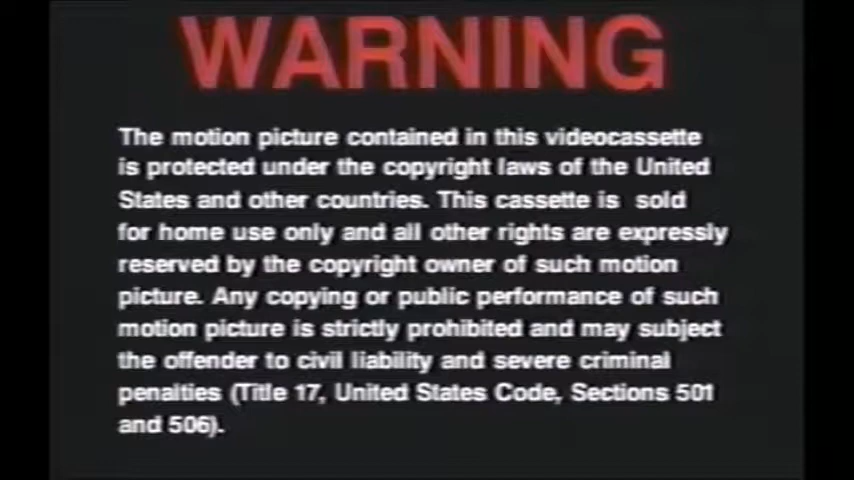 WARNING
The motion picture contained in this videocassette
is protected under the copyright laws of the United
States and other countries. This cassette is sold
for home use only and all other rights are expressly
reserved by the copyright owner of such motion
picture. Any copying or public performance of such
motion picture is strictly prohibited and may subject
the offender to civil liability and severe criminal
penalties (Title 17, United States Code, Sections 501
and 506).